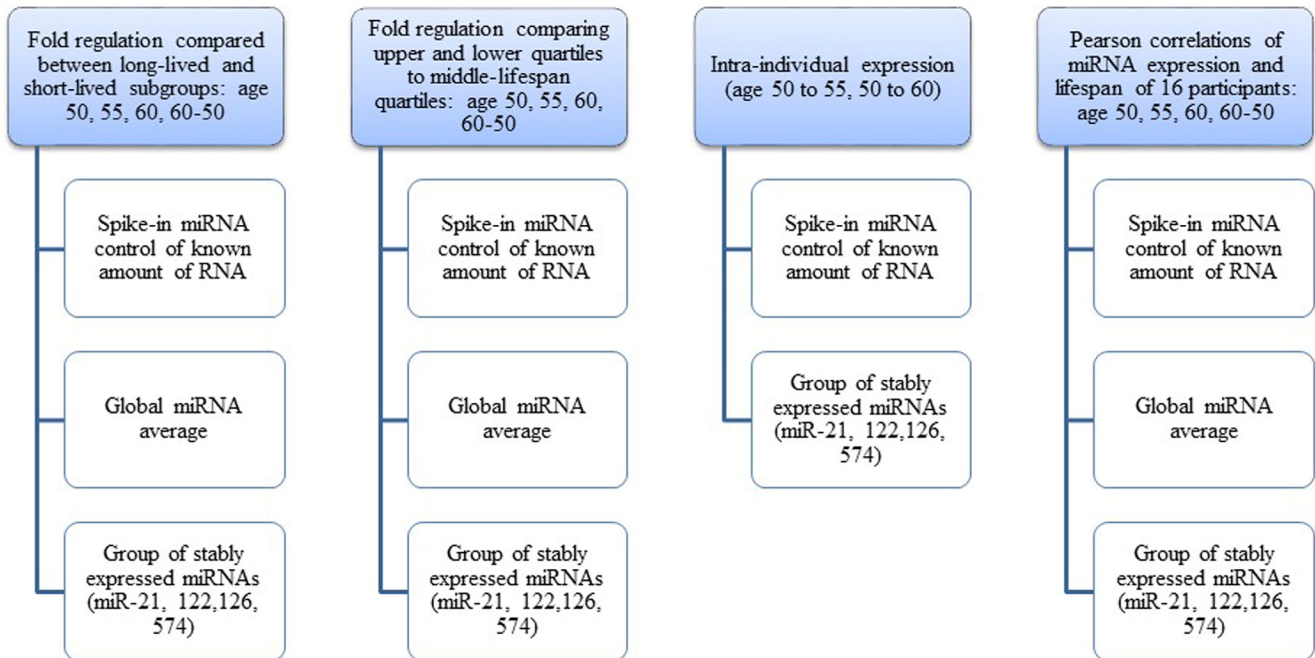 Fold regulation compared
between long-lived and
short-lived subgroups: age
50, 55, 60, 60-50
Spike-in miRNA
control of known
amount of RNA
Global miRNA
average
Group of stably
expressed miRNAs
(miR-21, 122,126,
574)
Fold regulation comparing
upper and lower quartiles
to middle-lifespan
quartiles: age 50, 55, 60,
60-50
Spike-in miRNA
control of known
amount of RNA
Global miRNA
average
Group of stably
expressed miRNAs
(miR-21, 122,126,
574)
Intra-individual expression
(age 50 to 55, 50 to 60)
Spike-in miRNA
control of known
amount of RNA
Group of stably
expressed miRNAs
(miR-21, 122,126,
574)
Pearson correlations of
miRNA expression and
lifespan of 16 participants:
age 50, 55, 60, 60-50
Spike-in miRNA
control of known
amount of RNA
Global miRNA
average
Group of stably
expressed miRNAs
(miR-21, 122,126,
574)